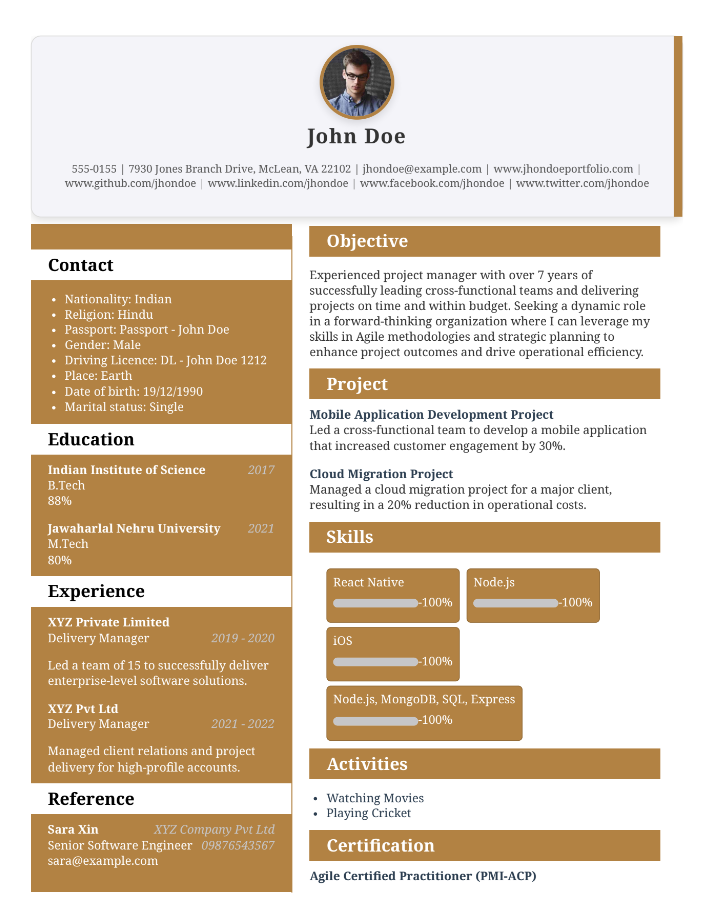 John Doe
555-0155 | 7930 Jones Branch Drive, McLean, VA 22102 | jhondoe@example.com | www.jhondoeportfolio.com |
www.github.com/jhondoe | www.linkedin.com/jhondoe | www.facebook.com/jhondoe | www.twitter.com/jhondoe
Contact
• Nationality: Indian
• Religion: Hindu
• Passport: Passport - John Doe
• Gender: Male
• Driving Licence: DL - John Doe 1212
• Place: Earth
• Date of birth: 19/12/1990
• Marital status: Single
Education
Indian Institute of Science 2017
B.Tech
88%
Jawaharlal Nehru University 2021
M.Tech
80%
Experience
XYZ Private Limited
Delivery Manager 2019 - 2020
Led a team of 15 to successfully deliver
enterprise-level software solutions.
XYZ Pvt Ltd
Delivery Manager 2021 - 2022
Managed client relations and project
delivery for high-profile accounts.
Reference
Sara Xin XYZ Company Pvt Ltd
Senior Software Engineer 09876543567
sara@example.com
Objective
Experienced project manager with over 7 years of
successfully leading cross-functional teams and delivering
projects on time and within budget. Seeking a dynamic role
in a forward-thinking organization where I can leverage my
skills in Agile methodologies and strategic planning to
enhance project outcomes and drive operational efficiency.
Project
Mobile Application Development Project
Led a cross-functional team to develop a mobile application
that increased customer engagement by 30%.
Cloud Migration Project
Managed a cloud migration project for a major client,
resulting in a 20% reduction in operational costs.
Skills
React Native
-100%
Node.js
-100%
iOS
-100%
Node.js, MongoDB, SQL, Express
-100%
Activities
• Watching Movies
• Playing Cricket
Certification
Agile Certified Practitioner (PMI-ACP)